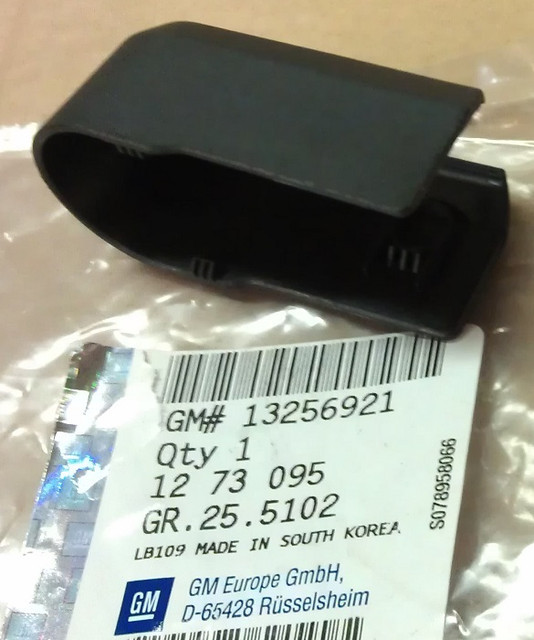 GM# 13256921
Qty 1
12 73 095
GR.25.5102
LB109 MADE IN SOUTH KOREA
S078958066
GM
GM Europe GmbH,
D-65428 Rüsselsheim